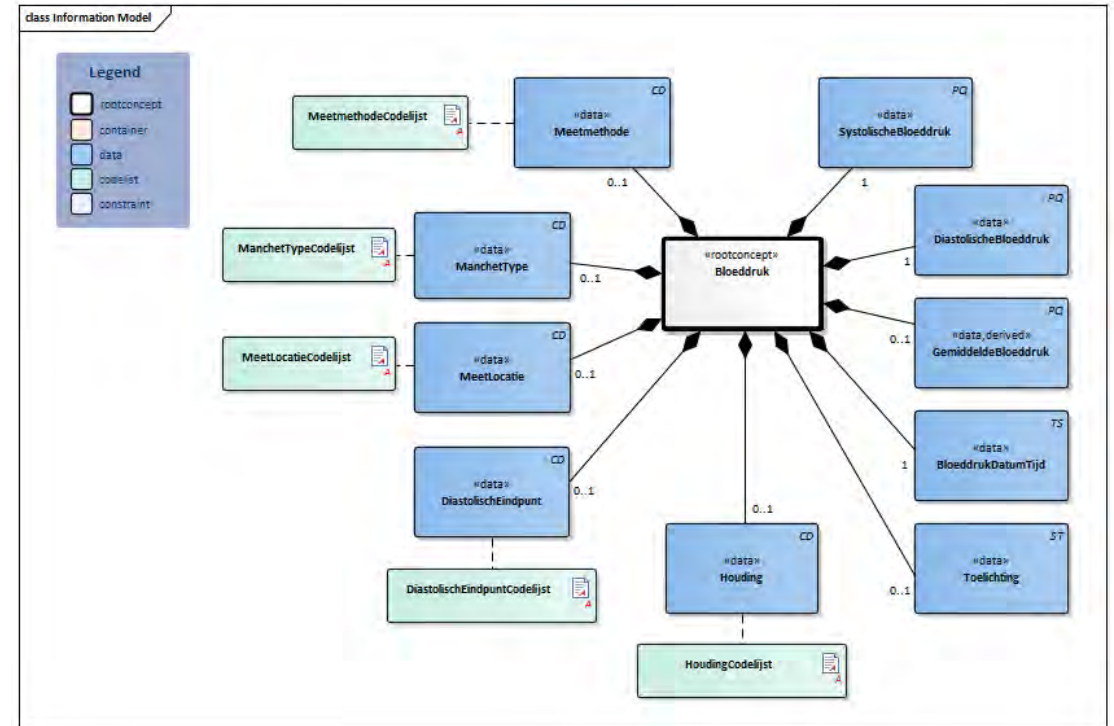 class Information Model
Legend
rootconcept
container
data
codelist
constraint
MeetmethodeCodelijst
A
CD
«data»
Meetmethode
0..1
PQ
«data»
SystolischeBloeddruk
1
ManchetTypeCodelijst
A
CD
«data»
ManchetType
0..1
«rootconcept»
Bloeddruk
PQ
«data»
DiastolischeBloeddruk
1
MeetLocatieCodelijst
A
CD
«data»
MeetLocatie
0..1
PQ
«data,derived»
GemiddeldeBloeddruk
0..1
CD
«data»
DiastolischEindpunt
0..1
TS
«data»
BloeddrukDatumTijd
1
DiastolischEindpuntCodelijst
A
0..1
CD
«data»
Houding
ST
«data»
Toelichting
0..1
HoudingCodelijst
A